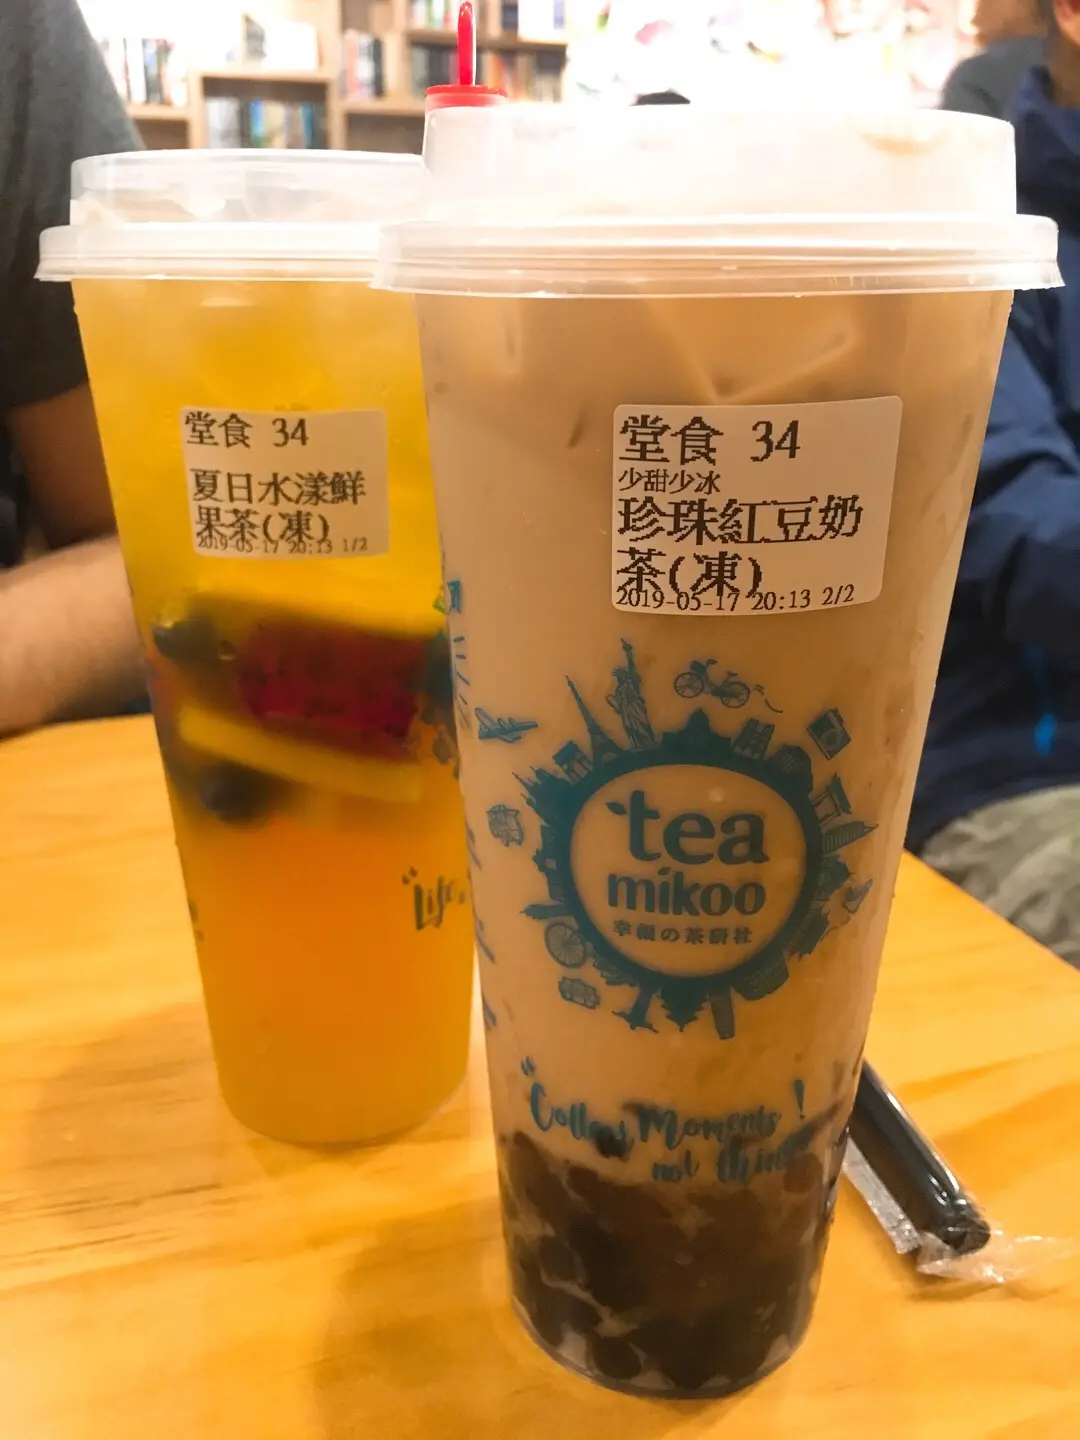 堂食 34
夏日水漾鮮
果茶(凍)
2019-05-17 20:13 1/2
堂食 34
少甜少冰
珍珠紅豆奶
茶(凍)
2019-05-17 20:13 2/2
tea
mikoo
幸福の茶研社
"Life,
"Collect Moments !
not things